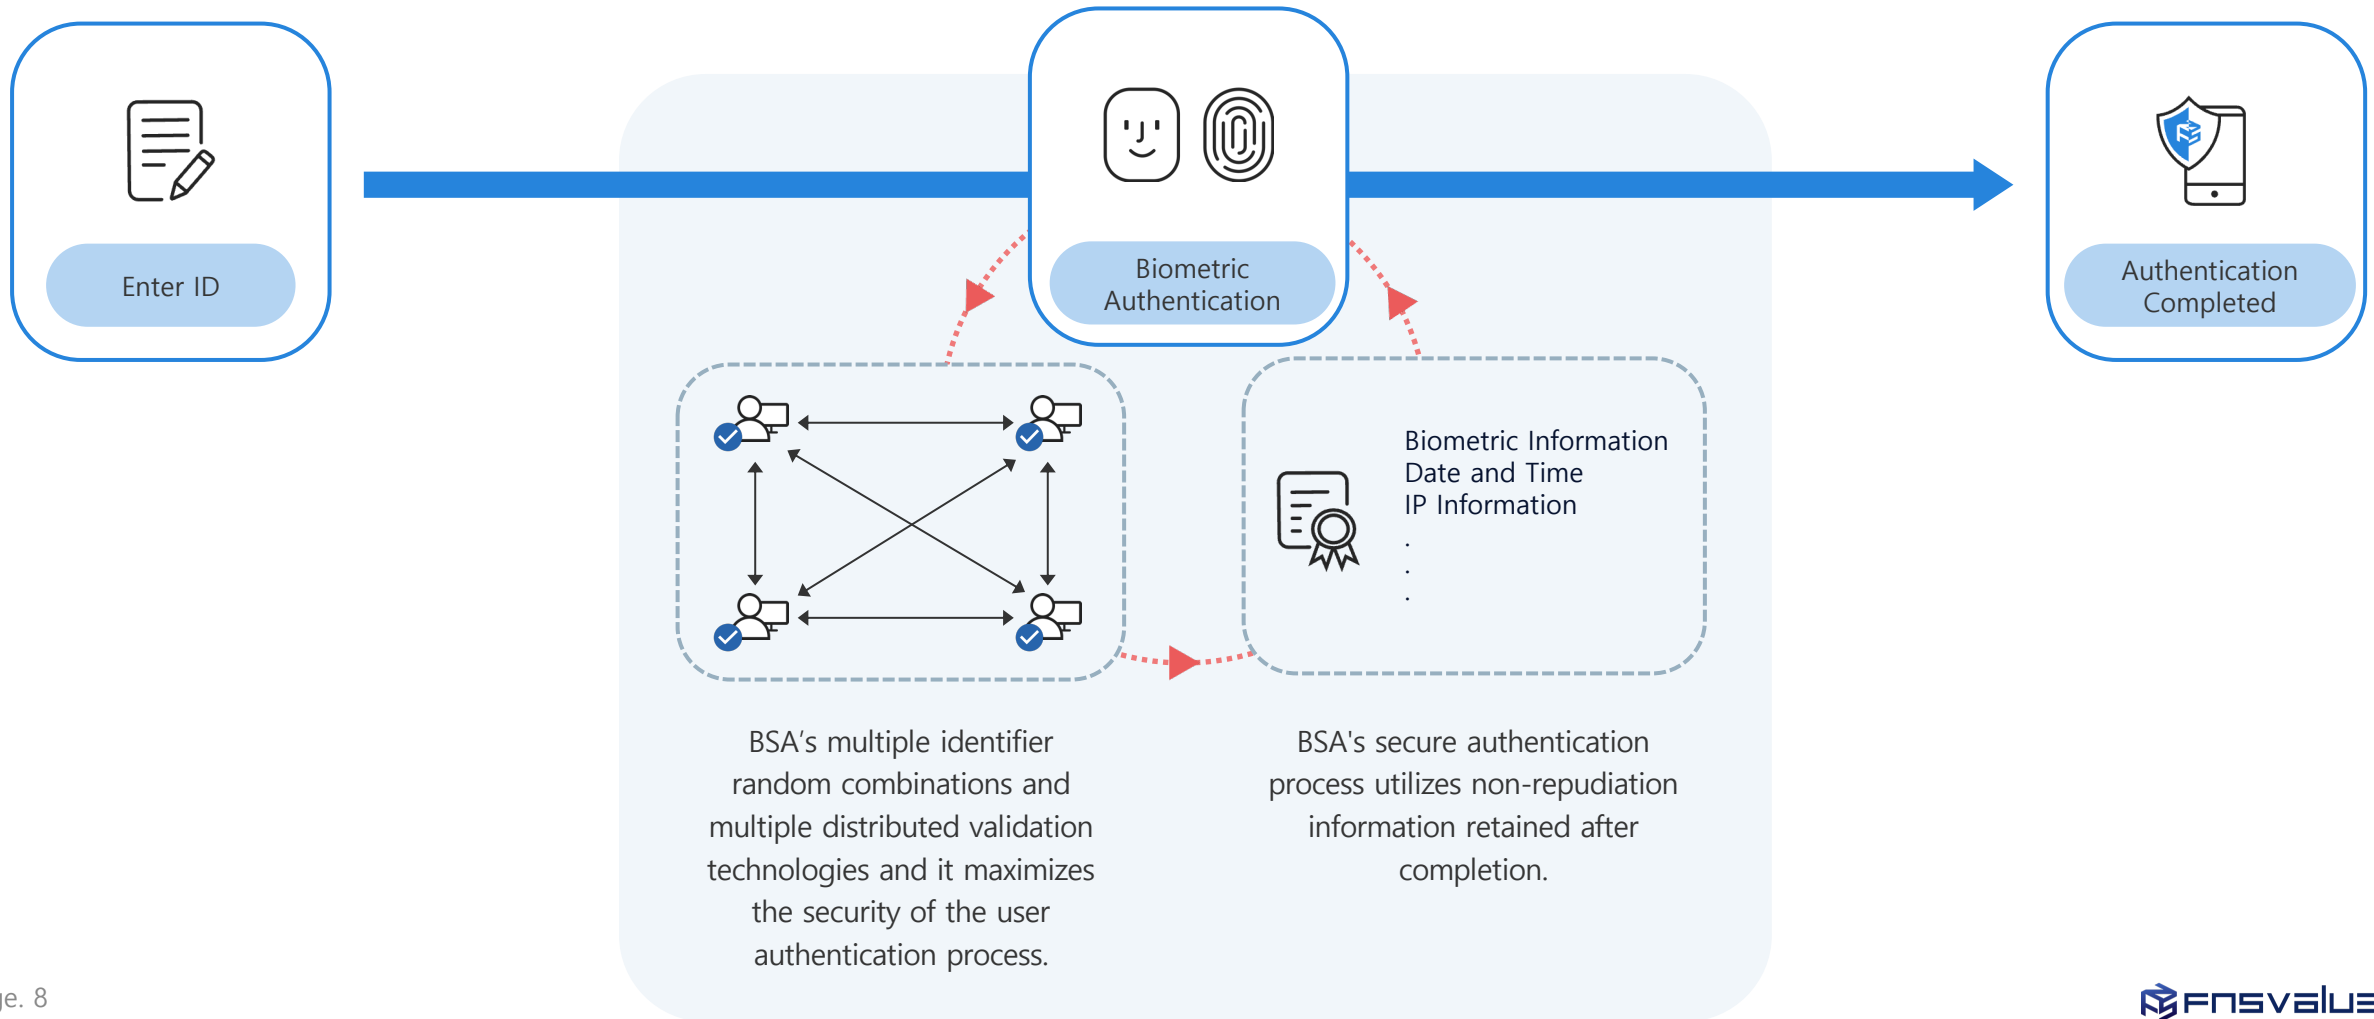 Enter ID
Biometric
Authentication
Authentication
Completed
Biometric Information
Date and Time
IP Information
.
.
.
BSA’s multiple identifier
random combinations and
multiple distributed validation
technologies and it maximizes
the security of the user
authentication process.
BSA's secure authentication
process utilizes non-repudiation
information retained after
completion.
ge. 8
FNSVALUE